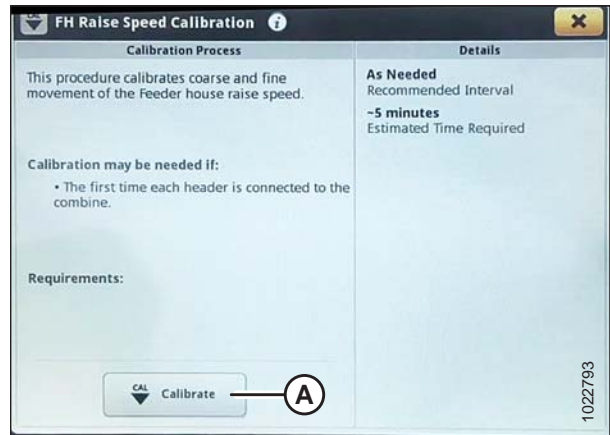 CAL FH Raise Speed Calibration i
Calibration Process
This procedure calibrates coarse and fine
movement of the Feeder house raise speed.
Calibration may be needed if:
• The first time each header is connected to the
combine.
Requirements:
CAL Calibrate
A
Details
As Needed
Recommended Interval
~5 minutes
Estimated Time Required
1022793